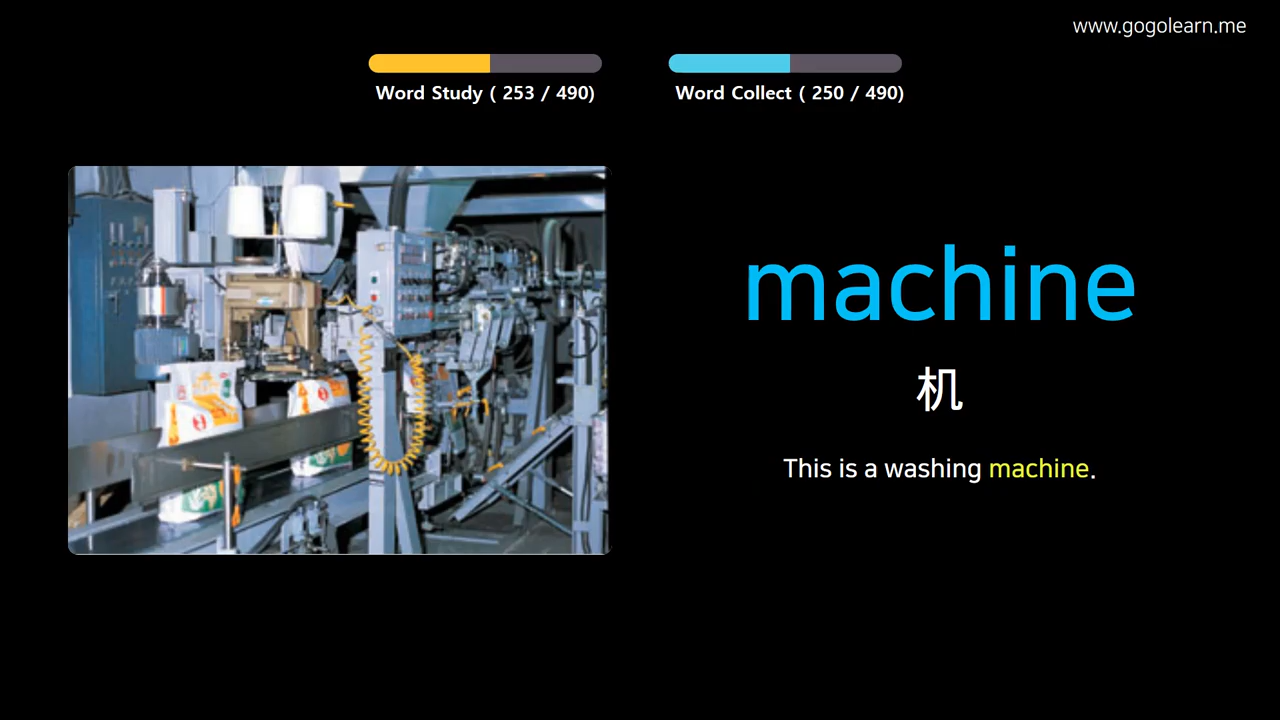 www.gogolearn.me
Word Study ( 253 / 490)
Word Collect ( 250 / 490)
machine
机
This is a washing machine.